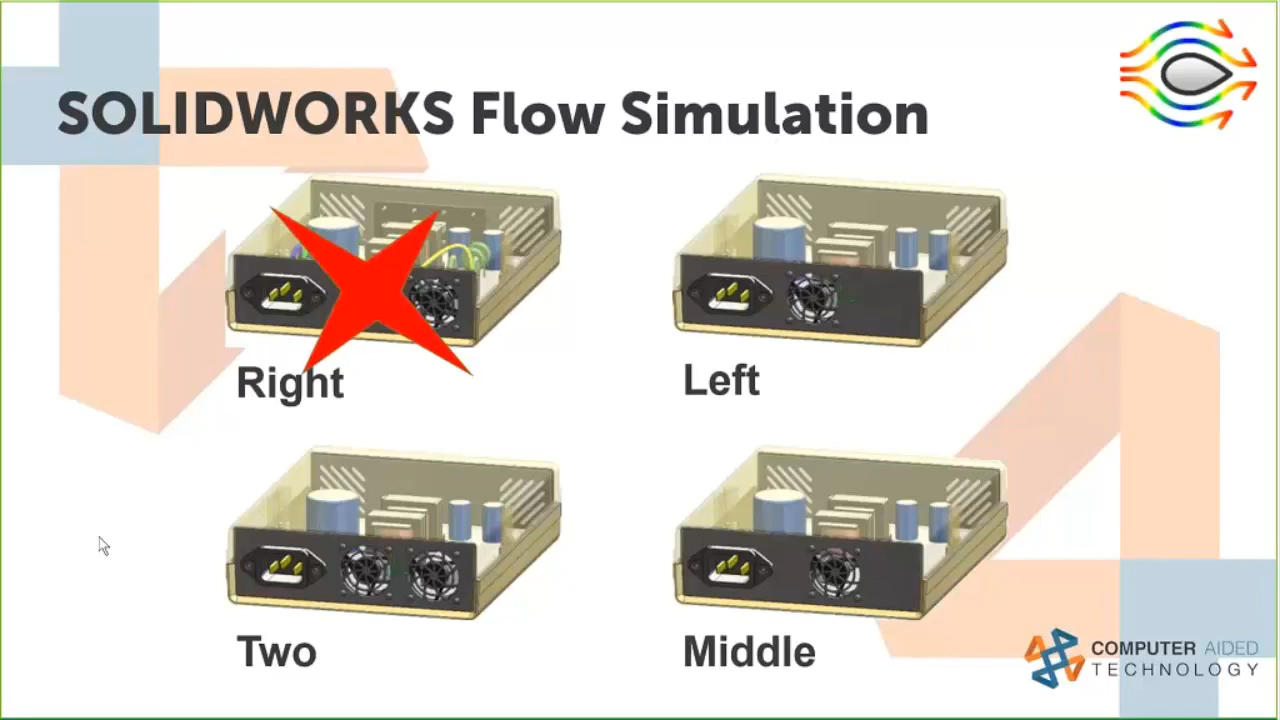 SOLIDWORKS Flow Simulation
Right
Left
Two
Middle
COMPUTER AIDED
TECHNOLOGY